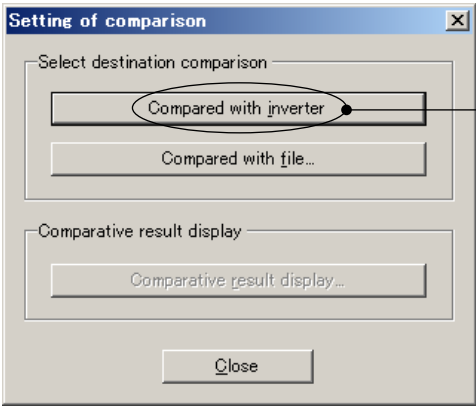 Setting of comparison
Select destination comparison
Compared with inverter
Compared with file...
Comparative result display
Comparative result display...
Close